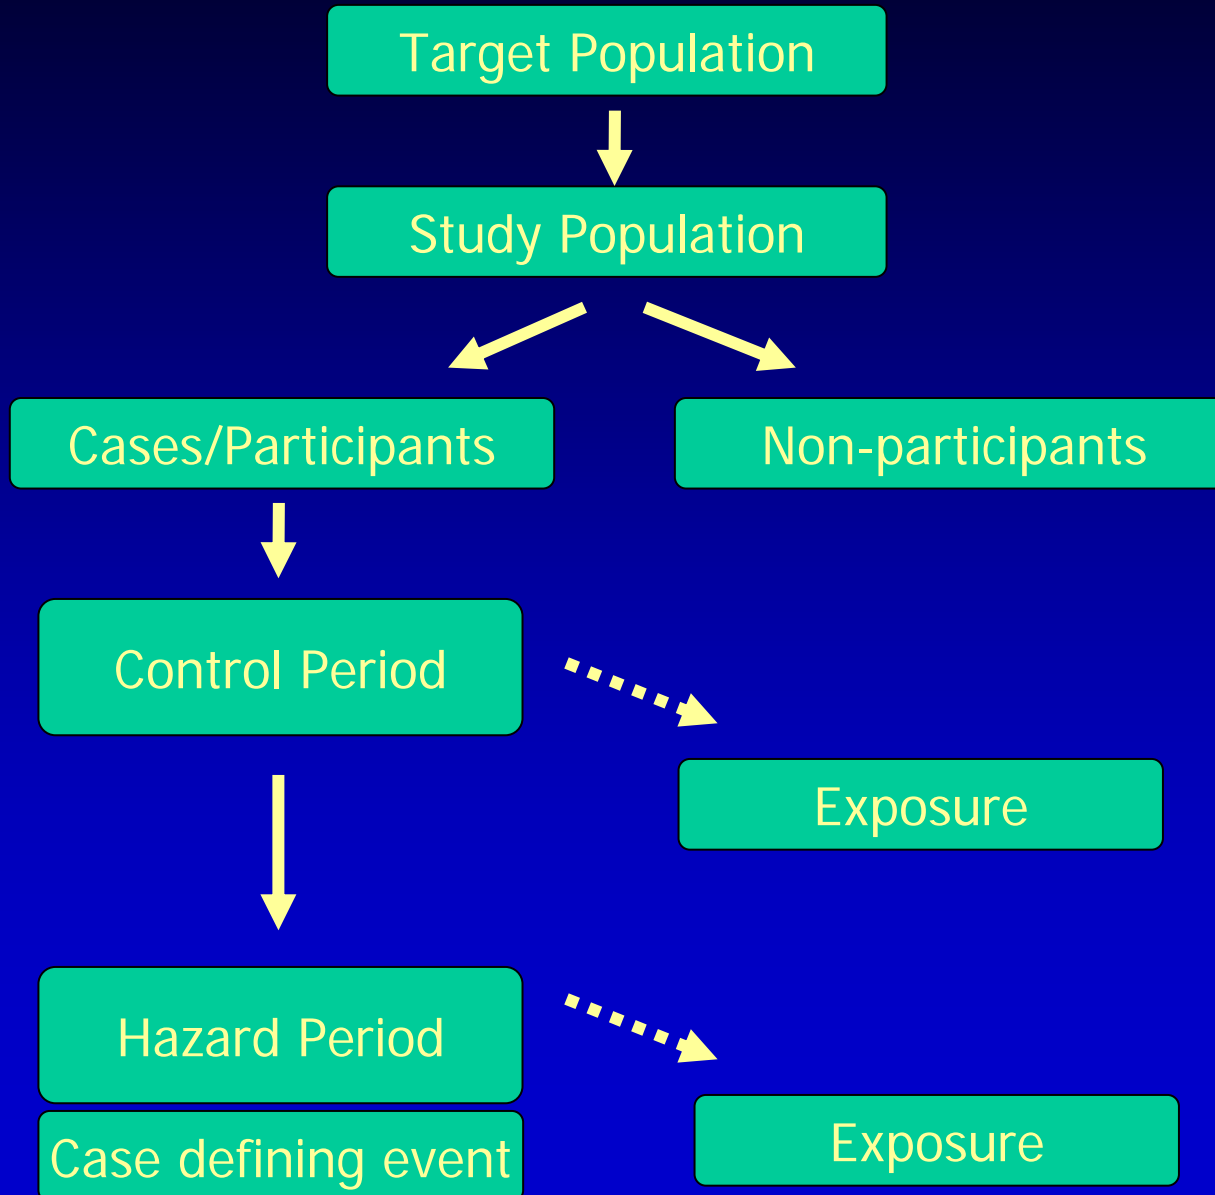 Target Population
Study Population
Cases/Participants
Non-participants
Control Period
Exposure
Hazard Period
Case defining event
Exposure